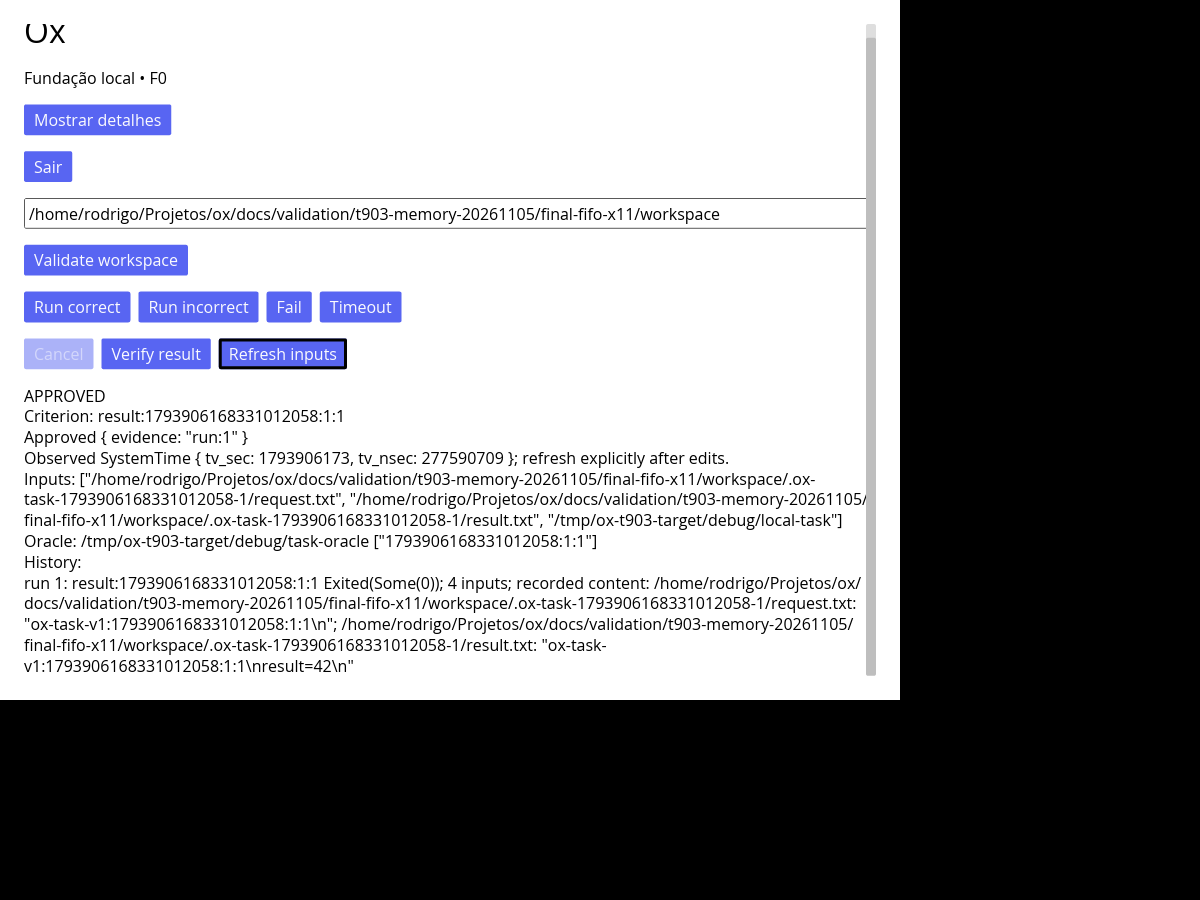 Ox
Fundação local • F0
Mostrar detalhes
Sair
/home/rodrigo/Projetos/ox/docs/validation/t903-memory-20261105/final-fifo-x11/workspace
Validate workspace
Run correct Run incorrect Fail Timeout
Cancel Verify result Refresh inputs
APPROVED
Criterion: result:1793906168331012058:1:1
Approved { evidence: "run:1" }
Observed SystemTime { tv_sec: 1793906173, tv_nsec: 277590709 }; refresh explicitly after edits.
Inputs: ["/home/rodrigo/Projetos/ox/docs/validation/t903-memory-20261105/final-fifo-x11/workspace/.ox-
task-1793906168331012058-1/request.txt", "/home/rodrigo/Projetos/ox/docs/validation/t903-memory-20261105/
final-fifo-x11/workspace/.ox-task-1793906168331012058-1/result.txt", "/tmp/ox-t903-target/debug/local-task"]
Oracle: /tmp/ox-t903-target/debug/task-oracle ["1793906168331012058:1:1"]
History:
run 1: result:1793906168331012058:1:1 Exited(Some(0)); 4 inputs; recorded content: /home/rodrigo/Projetos/ox/
docs/validation/t903-memory-20261105/final-fifo-x11/workspace/.ox-task-1793906168331012058-1/request.txt:
"ox-task-v1:1793906168331012058:1:1\n"; /home/rodrigo/Projetos/ox/docs/validation/t903-memory-20261105/
final-fifo-x11/workspace/.ox-task-1793906168331012058-1/result.txt: "ox-task-
v1:1793906168331012058:1:1\nresult=42\n"